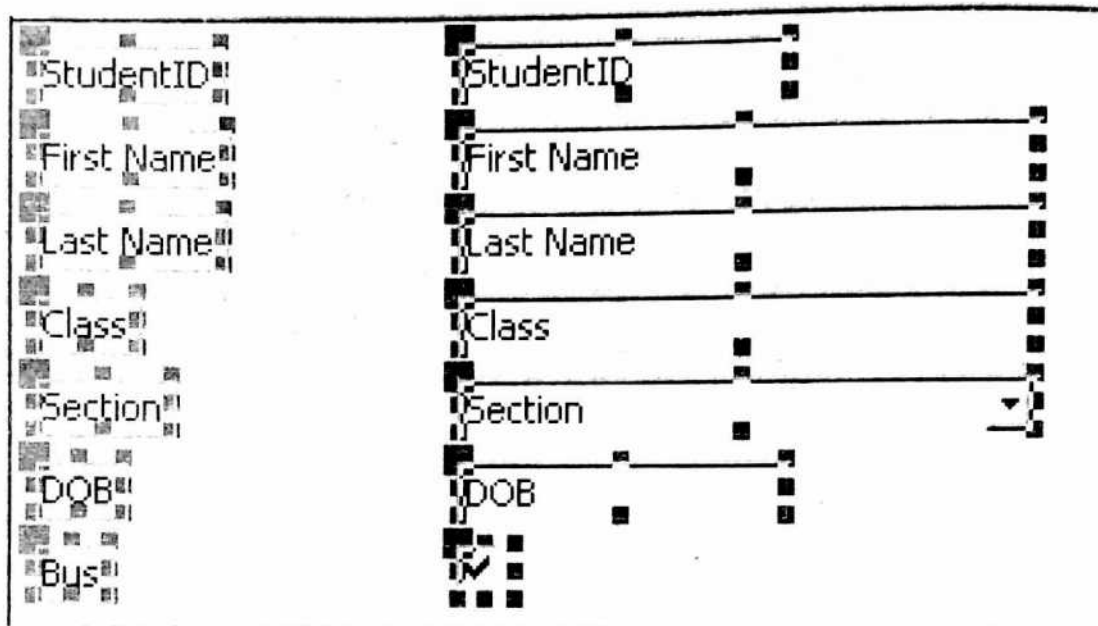 StudentID StudentID
First Name First Name
Last Name Last Name
Class Class
Section Section
DOB DOB
Bus